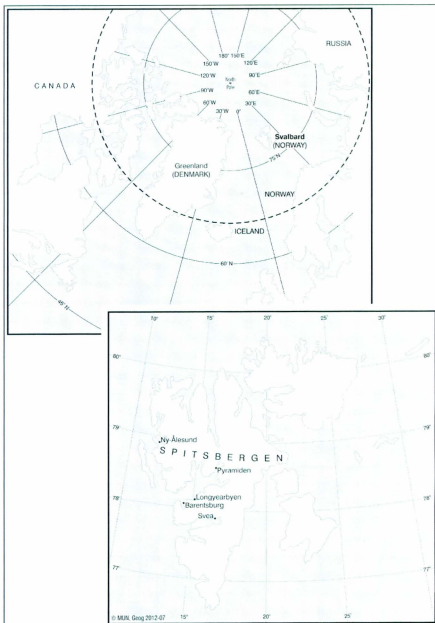 RUSSIA
CANADA
180° 150°E
150°W 120°E
120°W North Pole 90°E
90°W 60°E
60°W 30°E
30°W 0°
Svalbard
(NORWAY)
75°N
Greenland
(DENMARK)
NORWAY
ICELAND
60° N
45°N
10° 15° 20° 25° 30°
80° 80°
79° 79°
Ny-Ålesund
SPITSBERGEN
Pyramiden
78° 78°
Longyearbyen
Barentsburg
Svea
77° 77°
© MUN, Geog 2012-07
15° 20° 25°